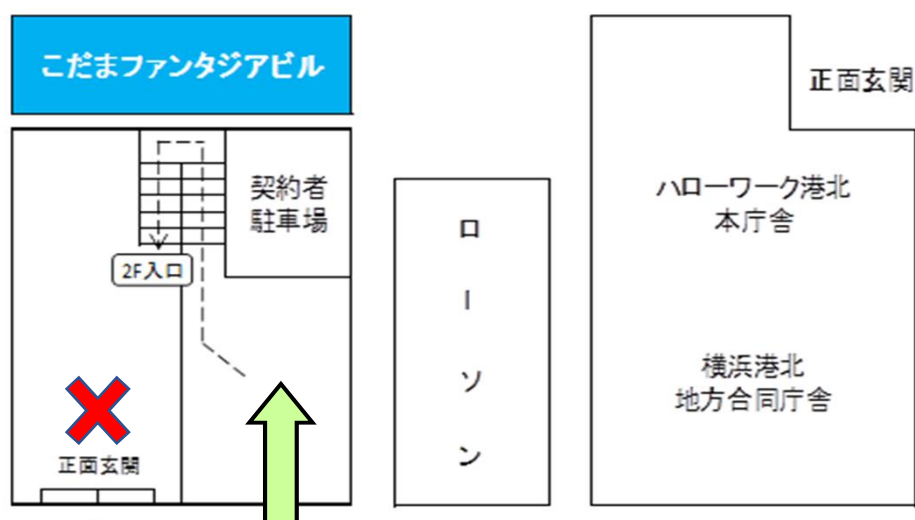 こだまファンタジアビル
正面玄関
契約者
駐車場
ハローワーク港北
本庁舎
2F入口
ローソン
横浜港北
地方合同庁舎
正面玄関